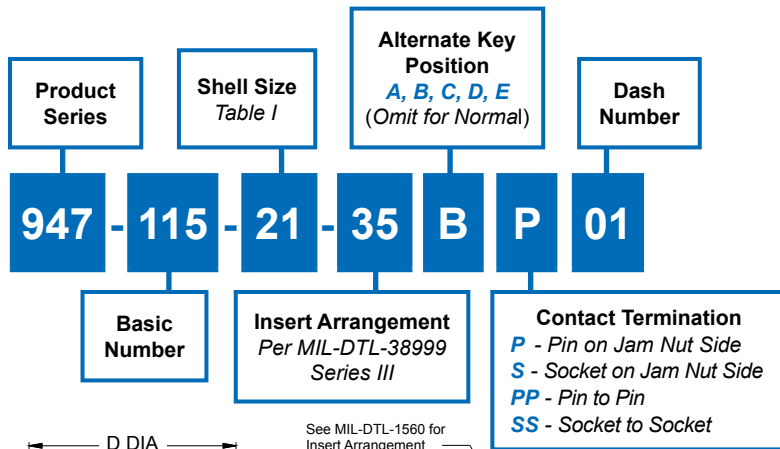 Product
Series
Shell Size
Table I
Alternate Key
Position
A, B, C, D, E
(Omit for Normal)
Dash
Number
947 - 115 - 21 - 35 B P 01
Basic
Number
Insert Arrangement
Per MIL-DTL-38999
Series III
Contact Termination
P - Pin on Jam Nut Side
S - Socket on Jam Nut Side
PP - Pin to Pin
SS - Socket to Socket
D DIA
See MIL-DTL-1560 for
Insert Arrangement